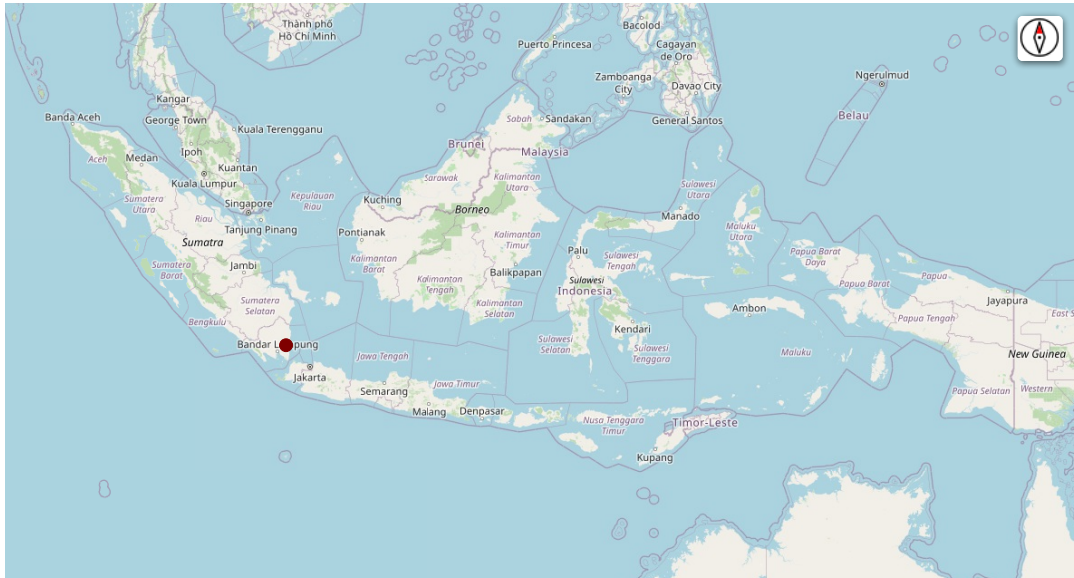 Thành phố
Hồ Chí Minh
Bacolod
Puerto Princesa
Cagayan
de Oro
Zamboanga
City
Davao City
Ngerulmud
Kangar
Banda Aceh
George Town
Kuala Terengganu
Sabah
Sandakan
General Santos
Belau
Ipoh
Brunei
Malaysia
Aceh
Medan
Kuantan
Kuala Lumpur
Sarawak
Kalimantan
Utara
Sulawesi
Utara
Sumatera
Utara
Kepulauan
Riau
Kuching
Singapore
Borneo
Riau
Manado
Tanjung Pinang
Pontianak
Maluku
Utara
Sumatra
Kalimantan
Timur
Palu
Sulawesi
Tengah
Papua Barat
Daya
Sumatera
Barat
Jambi
Kalimantan
Barat
Balikpapan
Kalimantan
Tengah
Sulawesi
Indonesia
Papua Barat
Papua
Jayapura
Sumatera
Selatan
Kalimantan
Selatan
Ambon
East S
Bengkulu
Kendari
Papua Tengah
Bandar L pung
Sulawesi
Selatan
Sulawesi
Tenggara
Jawa Tengah
Maluku
New Guinea
Jakarta
Semarang
Jawa Timur
Papua Selatan
Western
Malang
Denpasar
Nusa Tenggara
Timur
Timor-Leste
Kupang